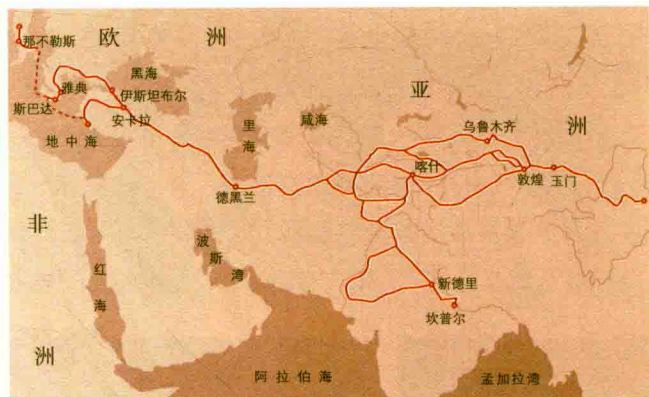 欧洲
那不勒斯
黑海
雅典
伊斯坦布尔
斯巴达
安卡拉
地中海
里海
咸海
亚洲
乌鲁木齐
喀什
敦煌
玉门
德黑兰
非洲
波斯湾
红海
新德里
坎普尔
阿拉伯海
孟加拉湾